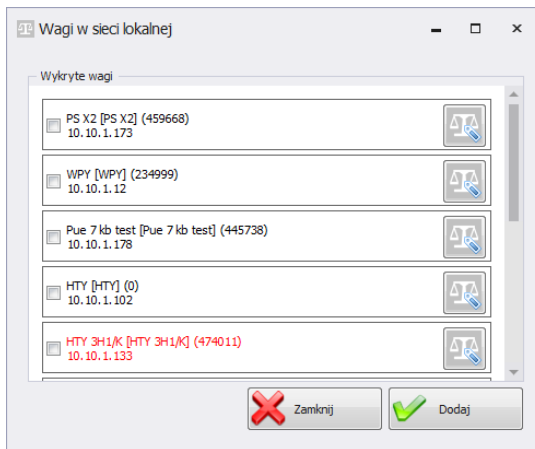 Wagi w sieci lokalnej
Wykryte wagi
PS X2 [PS X2] (459668)
10.10.1.173
WPY [WPY] (234999)
10.10.1.12
Pue 7 kb test [Pue 7 kb test] (445738)
10.10.1.178
HTY [HTY] (0)
10.10.1.102
HTY 3H1/K [HTY 3H1/K] (474011)
10.10.1.133
Zamknij
Dodaj